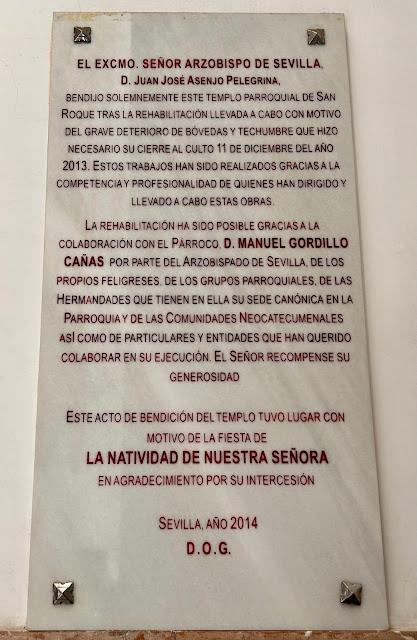 EL EXCMO. SEÑOR ARZOBISPO DE SEVILLA,
D. JUAN JOSÉ ASENJO PELEGRINA,
BENDIJO SOLEMNEMENTE ESTE TEMPLO PARROQUIAL DE SAN
ROQUE TRAS LA REHABILITACIÓN LLEVADA A CABO CON MOTIVO
DEL GRAVE DETERIORO DE BÓVEDAS Y TECHUMBRE QUE HIZO
NECESARIO SU CIERRE AL CULTO 11 DE DICIEMBRE DEL AÑO
2013. ESTOS TRABAJOS HAN SIDO REALIZADOS GRACIAS A LA
COMPETENCIA Y PROFESIONALIDAD DE QUIENES HAN DIRIGIDO Y
LLEVADO A CABO ESTAS OBRAS.
LA REHABILITACIÓN HA SIDO POSIBLE GRACIAS A LA
COLABORACIÓN CON EL PÁRROCO, D. MANUEL GORDILLO
CAÑAS POR PARTE DEL ARZOBISPADO DE SEVILLA, DE LOS
PROPIOS FELIGRESES, DE LOS GRUPOS PARROQUIALES, DE LAS
HERMANDADES QUE TIENEN EN ELLA SU SEDE CANÓNICA EN LA
PARROQUIA Y DE LAS COMUNIDADES NEOCATECUMENALES
ASÍ COMO DE PARTICULARES Y ENTIDADES QUE HAN QUERIDO
COLABORAR EN SU EJECUCIÓN. EL SEÑOR RECOMPENSE SU
GENEROSIDAD
ESTE ACTO DE BENDICIÓN DEL TEMPLO TUVO LUGAR CON
MOTIVO DE LA FIESTA DE
LA NATIVIDAD DE NUESTRA SEÑORA
EN AGRADECIMIENTO POR SU INTERCESIÓN
SEVILLA, AÑO 2014
D.O.G.